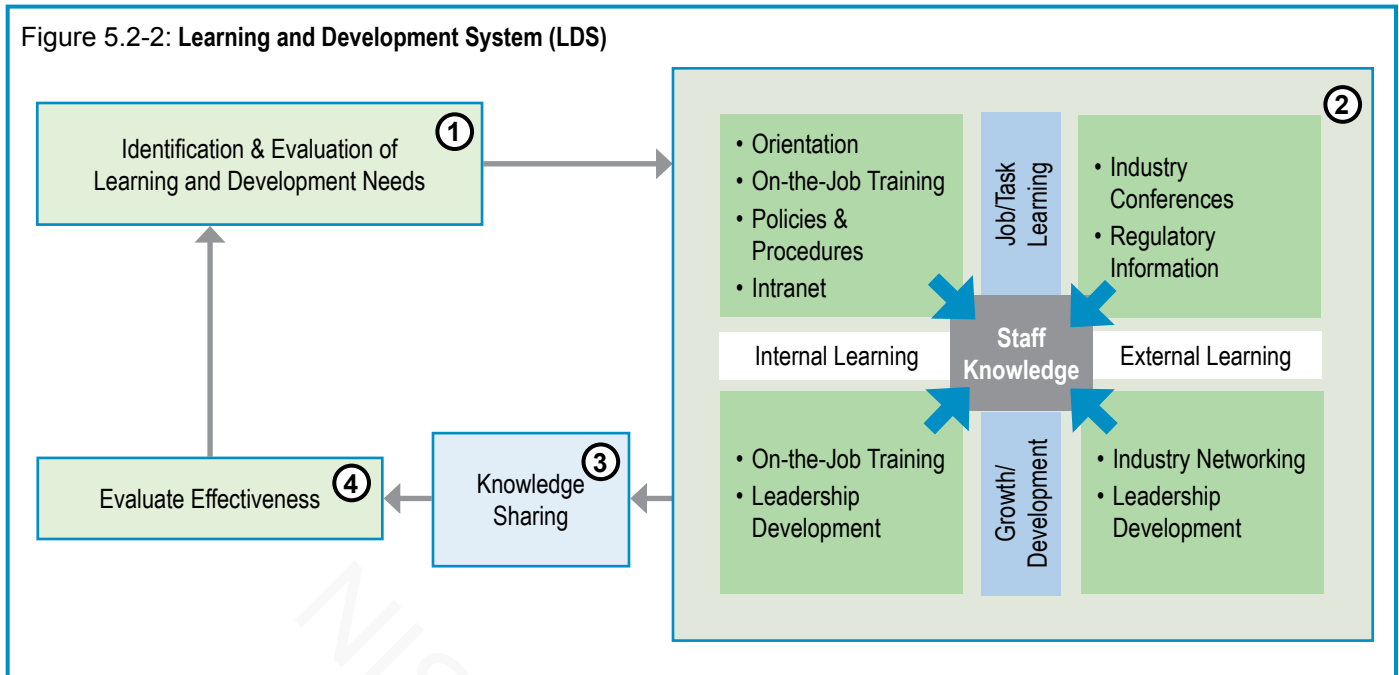 Figure 5.2-2: Learning and Development System (LDS)
1
Identification & Evaluation of
Learning and Development Needs
2
• Orientation
• On-the-Job Training
• Policies &
Procedures
• Intranet
Job/Task
Learning
• Industry
Conferences
• Regulatory
Information
Internal Learning
Staff
Knowledge
External Learning
• On-the-Job Training
• Leadership
Development
Growth/
Development
• Industry Networking
• Leadership
Development
3
Knowledge
Sharing
4
Evaluate Effectiveness